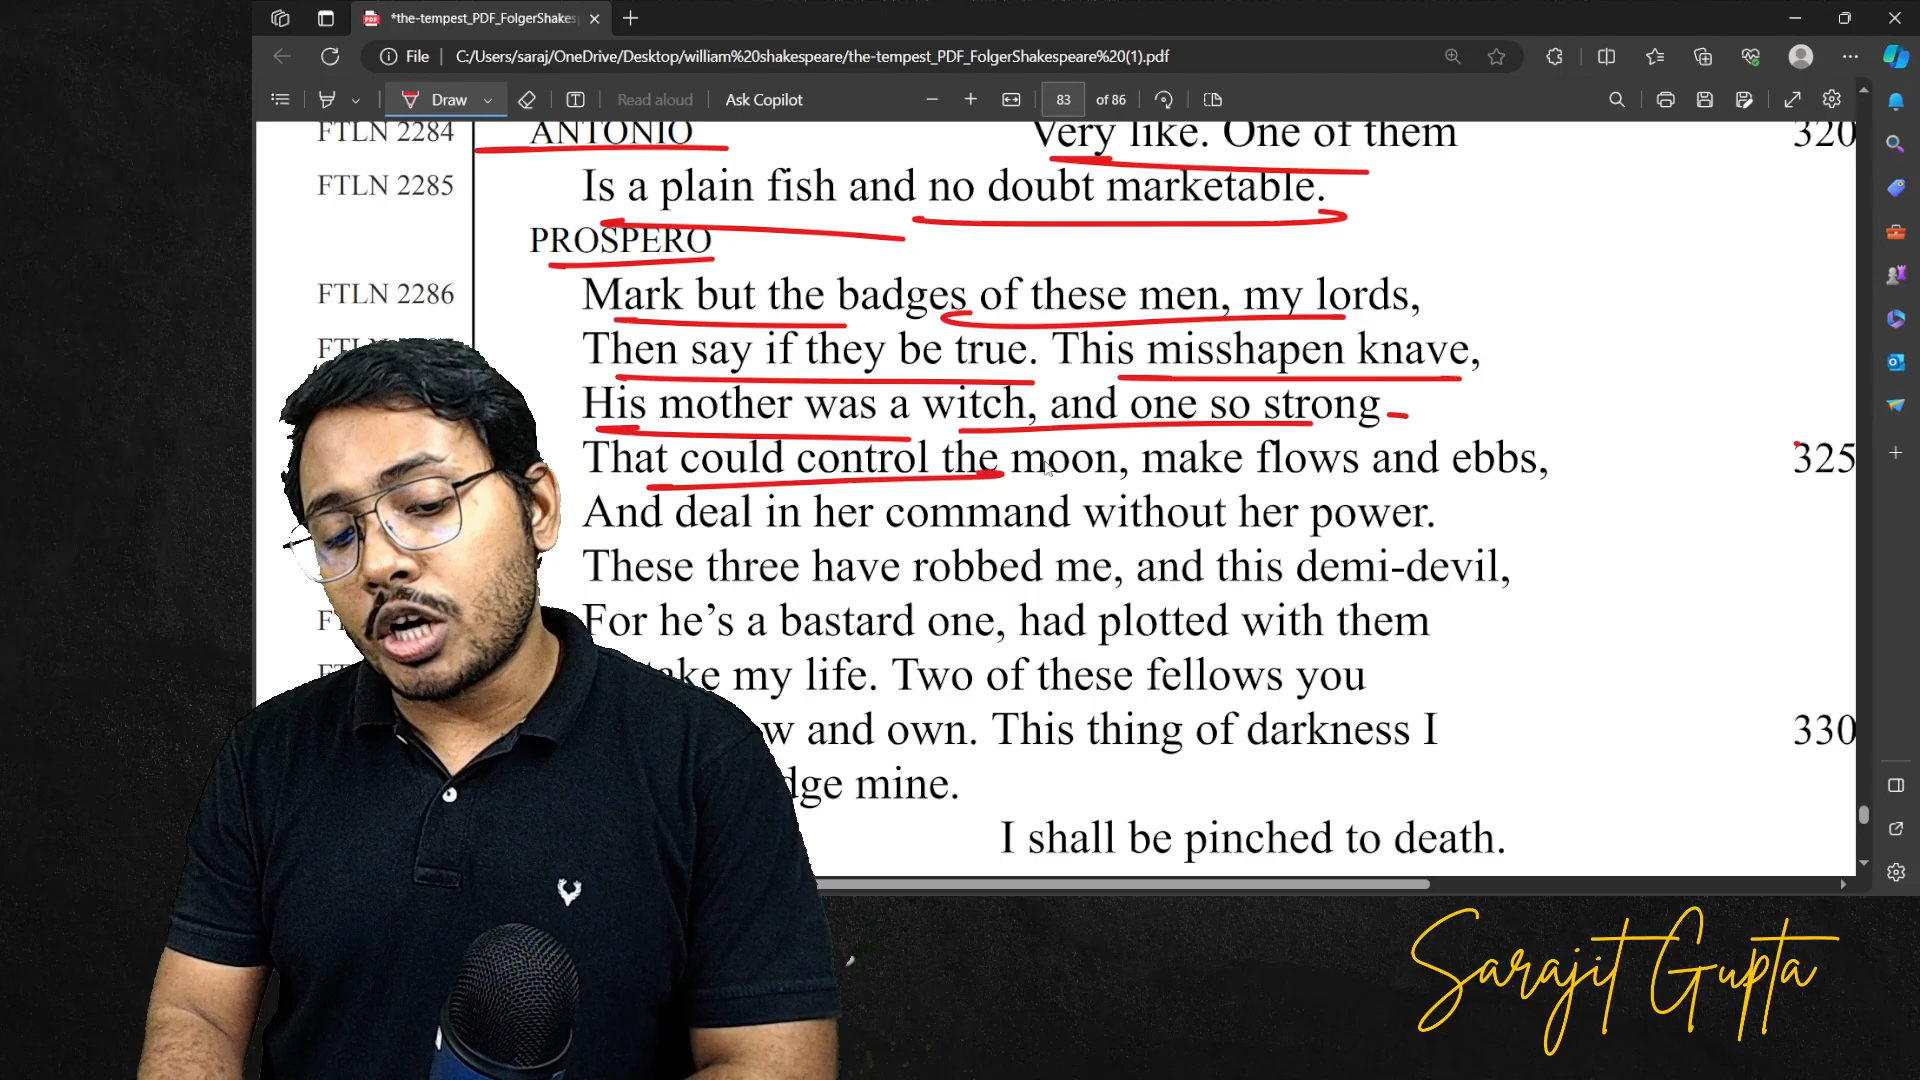 *the-tempest_PDF_FolgerShakes
File C:/Users/saraj/OneDrive/Desktop/william%20shakespeare/the-tempest_PDF_FolgerShakespeare%20(1).pdf
Draw Read aloud Ask Copilot 83 of 86
FTLN 2284 ANTONIO Very like. One of them 320
FTLN 2285 Is a plain fish and no doubt marketable.
PROSPERO
FTLN 2286 Mark but the badges of these men, my lords,
Then say if they be true. This misshapen knave,
His mother was a witch, and one so strong
That could control the moon, make flows and ebbs, 325
And deal in her command without her power.
These three have robbed me, and this demi-devil,
For he’s a bastard one, had plotted with them
my life. Two of these fellows you
and own. This thing of darkness I 330
mine.
I shall be pinched to death.
Sarajit Gupta